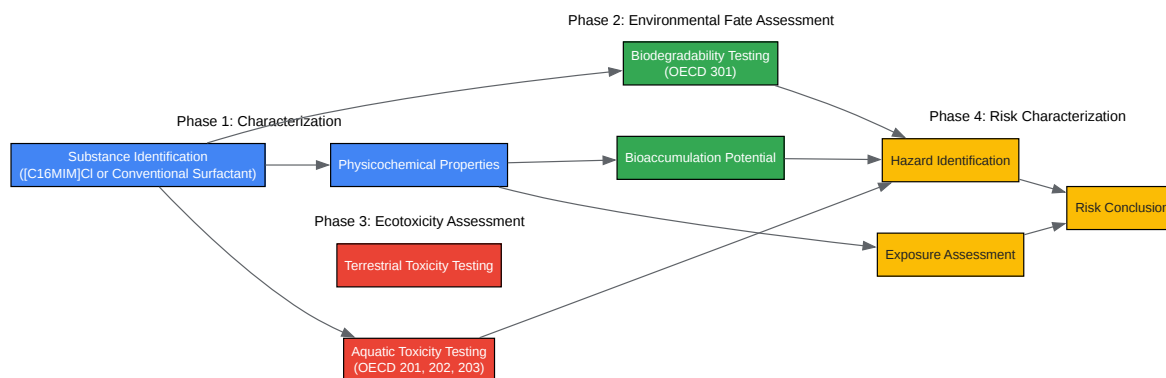 Phase 2: Environmental Fate Assessment
Biodegradability Testing
(OECD 301)
Phase 1: Characterization
Phase 4: Risk Characterization
Substance Identification
([C16MIM]Cl or Conventional Surfactant)
Physicochemical Properties
Bioaccumulation Potential
Hazard Identification
Risk Conclusion
Phase 3: Ecotoxicity Assessment
Exposure Assessment
Terrestrial Toxicity Testing
Aquatic Toxicity Testing
(OECD 201, 202, 203)